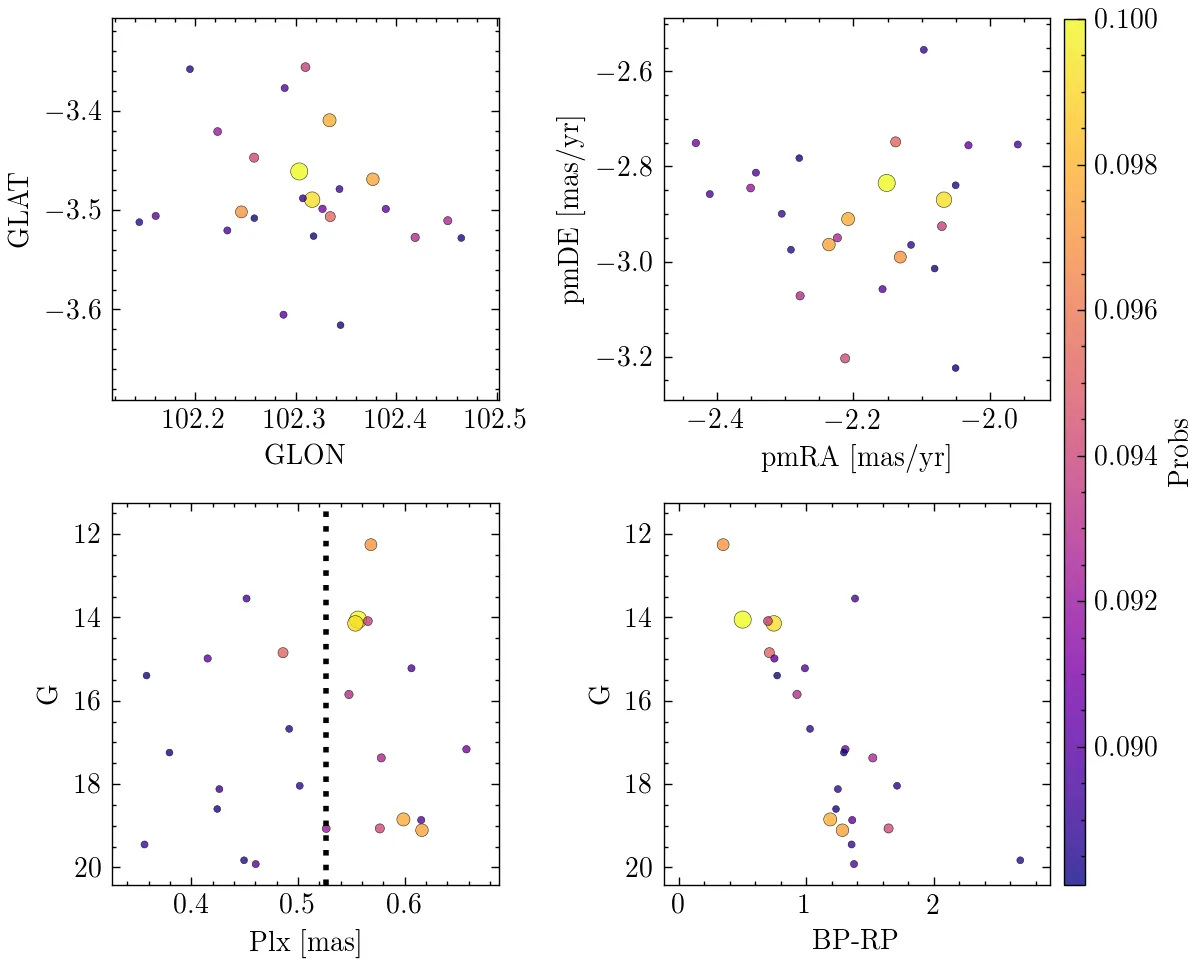 −3.4
−3.5
−3.6
GLAT
102.2 102.3 102.4 102.5
GLON
−2.6
−2.8
−3.0
−3.2
pmDE [mas/yr]
−2.4 −2.2 −2.0
pmRA [mas/yr]
0.100
0.098
0.096
0.094
0.092
0.090
Probs
12
14
16
18
20
G
0.4 0.5 0.6
Plx [mas]
12
14
16
18
20
G
0 1 2
BP-RP